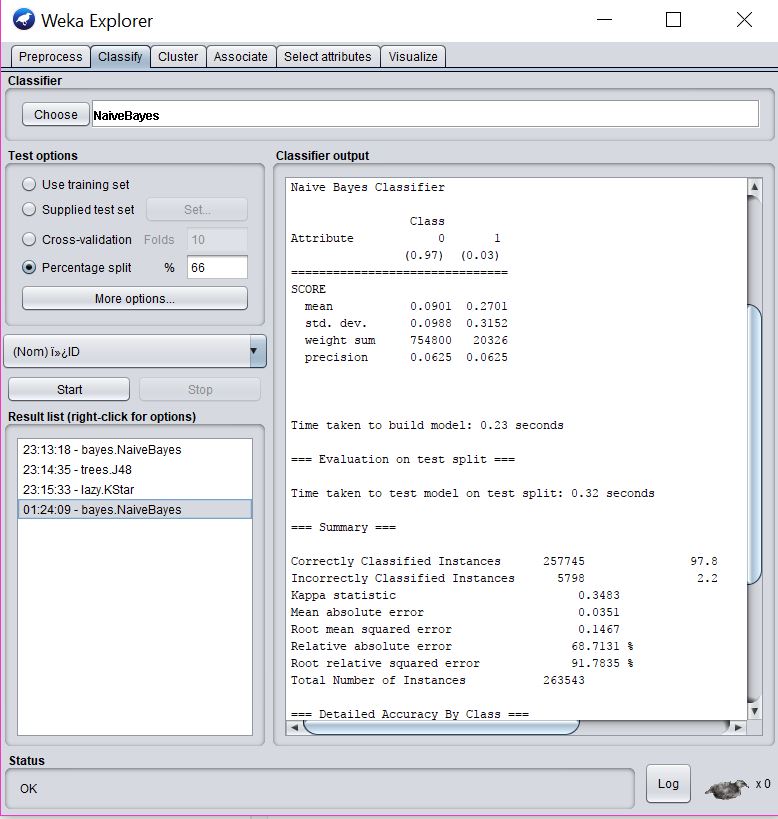 Weka Explorer
Preprocess Classify Cluster Associate Select attributes Visualize
Classifier
Choose NaiveBayes
Test options
Use training set
Supplied test set Set...
Cross-validation Folds 10
Percentage split % 66
More options...
(Nom) ï»¿ID
Start Stop
Result list (right-click for options)
23:13:18 - bayes.NaiveBayes
23:14:35 - trees.J48
23:15:33 - lazy.KStar
01:24:09 - bayes.NaiveBayes
Classifier output
Naive Bayes Classifier
Class
Attribute 0 1
(0.97) (0.03)
===============================
SCORE
mean 0.0901 0.2701
std. dev. 0.0988 0.3152
weight sum 754800 20326
precision 0.0625 0.0625
Time taken to build model: 0.23 seconds
=== Evaluation on test split ===
Time taken to test model on test split: 0.32 seconds
=== Summary ===
Correctly Classified Instances 257745 97.8
Incorrectly Classified Instances 5798 2.2
Kappa statistic 0.3483
Mean absolute error 0.0351
Root mean squared error 0.1467
Relative absolute error 68.7131 %
Root relative squared error 91.7835 %
Total Number of Instances 263543
=== Detailed Accuracy By Class ===
Status
OK
Log
x 0